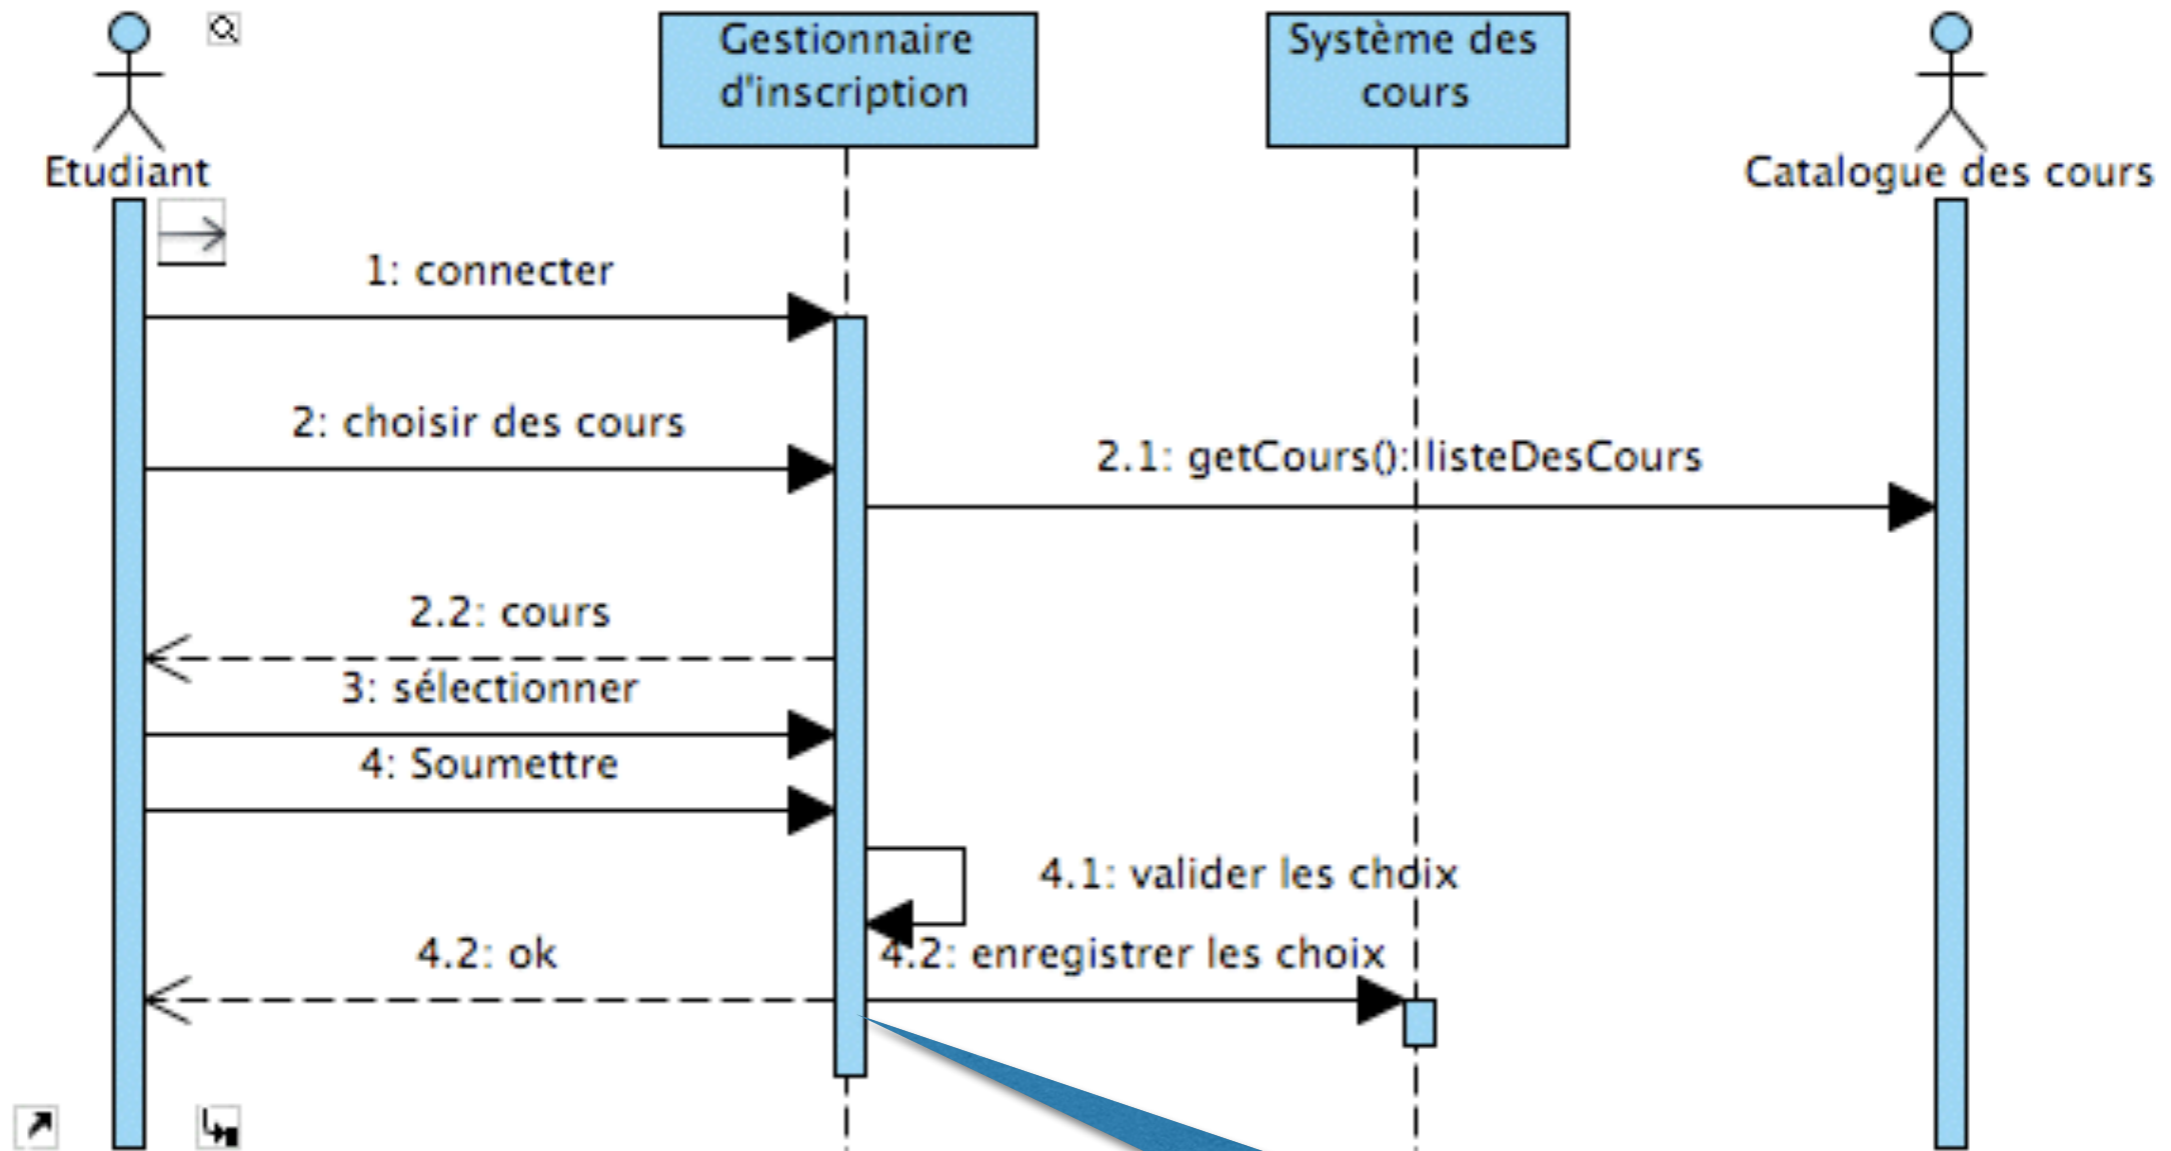 Gestionnaire
d'inscription
Système des
cours
Etudiant
Catalogue des cours
1: connecter
2: choisir des cours
2.1: getCours(): listeDesCours
2.2: cours
3: sélectionner
4: Soumettre
4.1: valider les choix
4.2: ok
4.2: enregistrer les choix